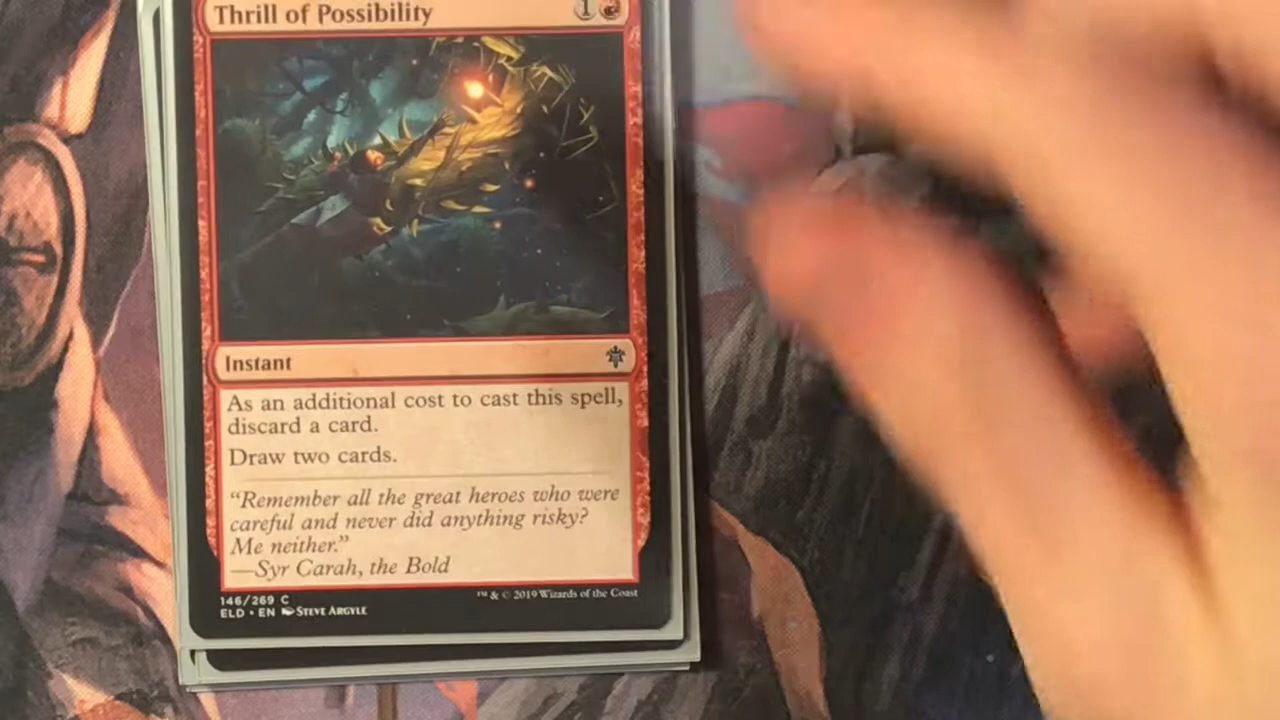 Thrill of Possibility 1
Instant
As an additional cost to cast this spell,
discard a card.
Draw two cards.
“Remember all the great heroes who were
careful and never did anything risky?
Me neither.”
—Syr Carah, the Bold
146/269 C
ELD • EN STEVE ARGYLE
™ & © 2019 Wizards of the Coast